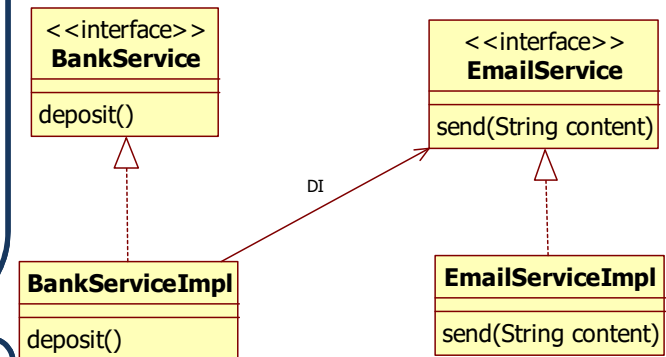 <<interface>>
BankService
deposit()
<<interface>>
EmailService
send(String content)
DI
BankServiceImpl
deposit()
EmailServiceImpl
send(String content)